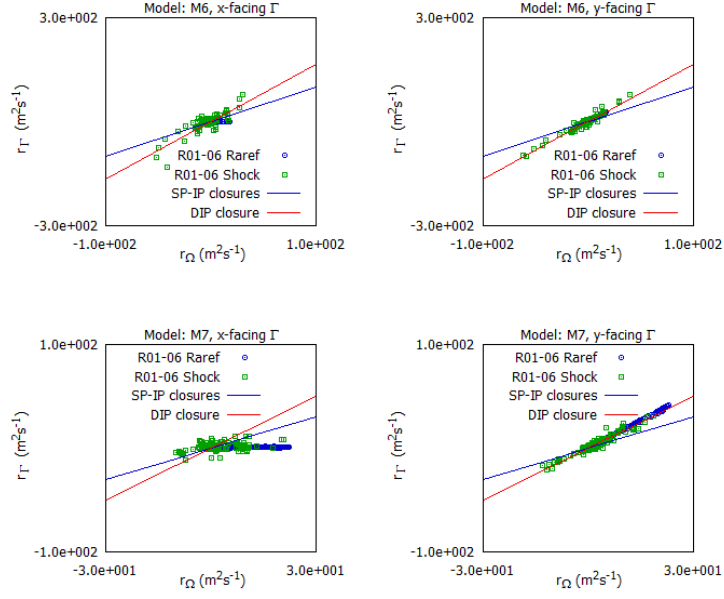 Model: M6, x-facing Γ
3.0e+002
r_Γ (m²s⁻¹)
R01-06 Raref
R01-06 Shock
SP-IP closures
DIP closure
-3.0e+002
-1.0e+002
1.0e+002
r_Ω (m²s⁻¹)
Model: M6, y-facing Γ
3.0e+002
r_Γ (m²s⁻¹)
R01-06 Raref
R01-06 Shock
SP-IP closures
DIP closure
-3.0e+002
-1.0e+002
1.0e+002
r_Ω (m²s⁻¹)
Model: M7, x-facing Γ
1.0e+002
R01-06 Raref
R01-06 Shock
SP-IP closures
DIP closure
r_Γ (m²s⁻¹)
-1.0e+002
-3.0e+001
3.0e+001
r_Ω (m²s⁻¹)
Model: M7, y-facing Γ
1.0e+002
R01-06 Raref
R01-06 Shock
SP-IP closures
DIP closure
r_Γ (m²s⁻¹)
-1.0e+002
-3.0e+001
3.0e+001
r_Ω (m²s⁻¹)